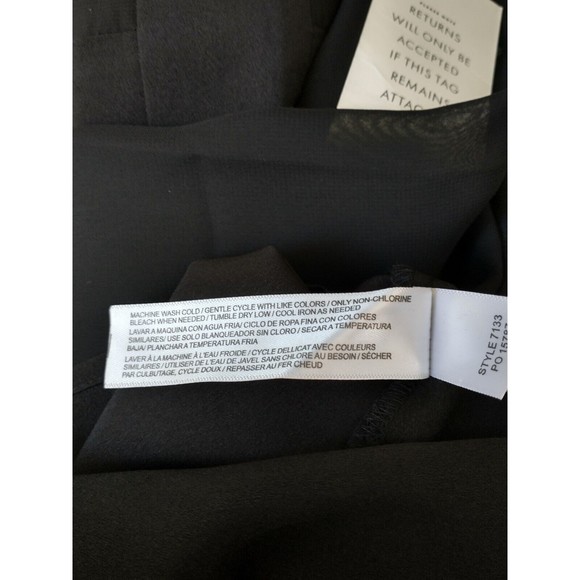 PLEASE NOTE
RETURNS
WILL ONLY BE
ACCEPTED
IF THIS TAG
REMAINS
MACHINE WASH COLD / GENTLE CYCLE WITH LIKE COLORS / ONLY NON-CHLORINE
BLEACH WHEN NEEDED / TUMBLE DRY LOW / COOL IRON AS NEEDED
LAVAR A MAQUINA CON AGUA FRIA/ CICLO DE ROPA FINA CON COLORES
SIMILARES/ USE SOLO BLANQUEADOR SIN CLORO / SECAR A TEMPERATURA
BAJA/ PLANCHAR A TEMPERATURA FRIA
LAVER À LA MACHINE À L'EAU FROIDE / CYCLE DELLICAT AVEC COULEURS
SIMILAIRES / UTILISER DE L'EAU DE JAVEL SANS CHLORE AU BESOIN / SÉCHER
PAR CULBUTAGE, CYCLE DOUX / REPASSER AU FER CHEUD
STYLE 7133
PO